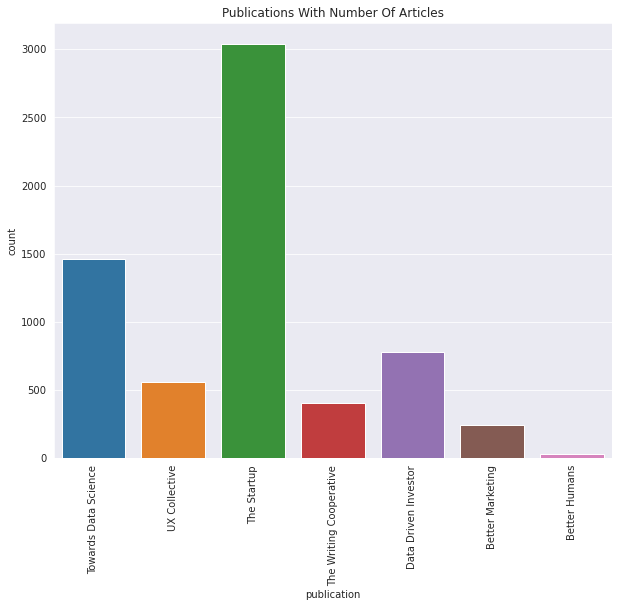 Publications With Number Of Articles
count
3000
2500
2000
1500
1000
500
0
Towards Data Science
UX Collective
The Startup
The Writing Cooperative
Data Driven Investor
Better Marketing
Better Humans
publication